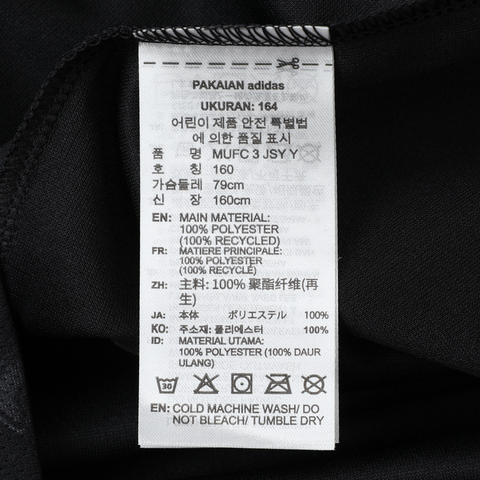 PAKAIAN adidas
UKURAN: 164
어린이 제품 안전 특별법
에 의한 품질 표시
품 명 MUFC 3 JSY Y
호 칭 160
가슴둘레 79cm
신 장 160cm
EN: MAIN MATERIAL:
100% POLYESTER
(100% RECYCLED)
FR: MATIERE PRINCIPALE:
100% POLYESTER
(100% RECYCLÉ)
ZH: 主料: 100% 聚酯纤维(再
生)
JA: 本体 ポリエステル 100%
KO: 주소재: 폴리에스터 100%
ID: MATERIAL UTAMA:
100% POLYESTER (100% DAUR
ULANG)
30
EN: COLD MACHINE WASH/ DO
NOT BLEACH/ TUMBLE DRY